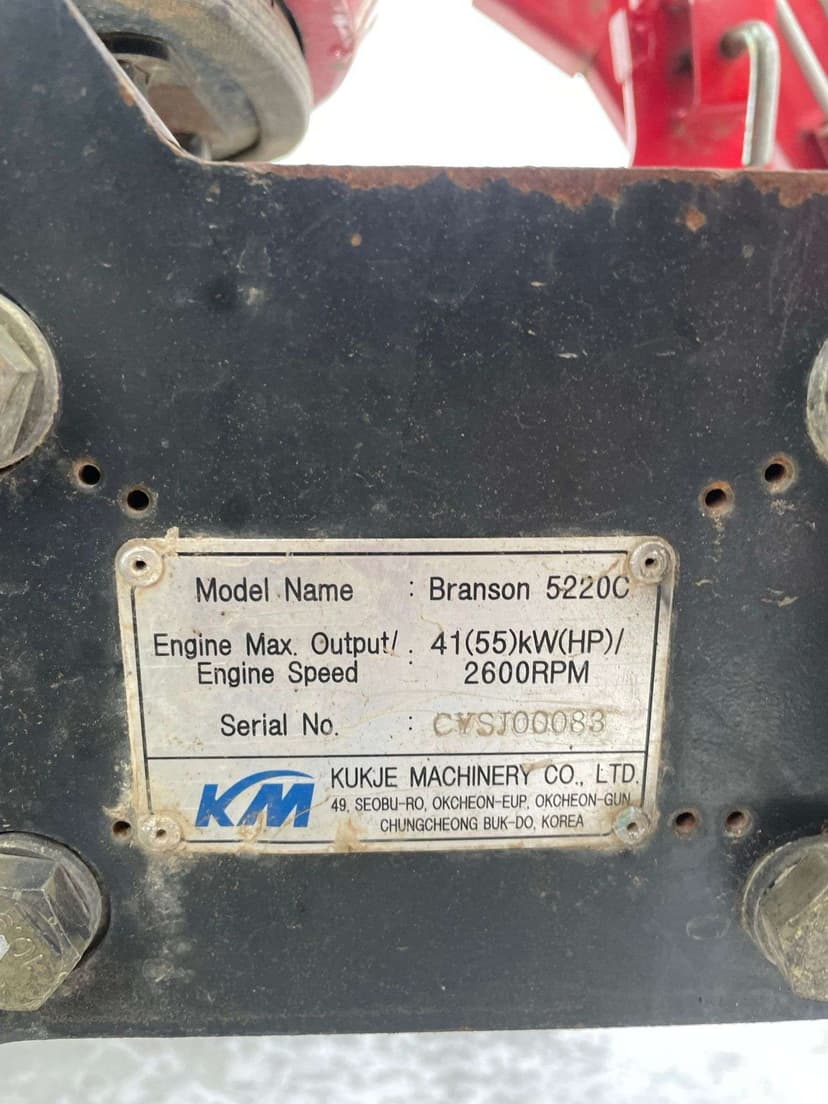 Model Name : Branson 5220C
Engine Max. Output/ : 41(55)kW(HP)/
Engine Speed 2600RPM
Serial No. : CYSJ00083
KM KUKJE MACHINERY CO., LTD.
49, SEOBU-RO, OKCHEON-EUP, OKCHEON-GUN,
CHUNGCHEONG BUK-DO, KOREA